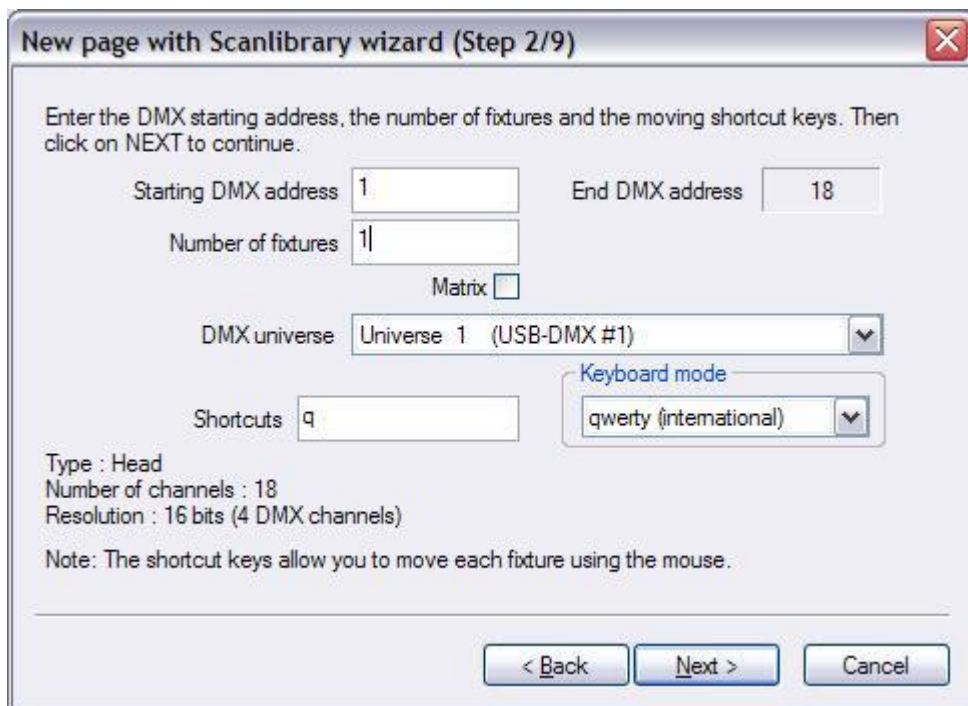 New page with Scanlibrary wizard (Step 2/9)
Enter the DMX starting address, the number of fixtures and the moving shortcut keys. Then
click on NEXT to continue.
Starting DMX address 1 End DMX address 18
Number of fixtures 1
Matrix
DMX universe Universe 1 (USB-DMX #1)
Keyboard mode
Shortcuts q qwerty (international)
Type : Head
Number of channels : 18
Resolution : 16 bits (4 DMX channels)
Note: The shortcut keys allow you to move each fixture using the mouse.
< Back Next > Cancel